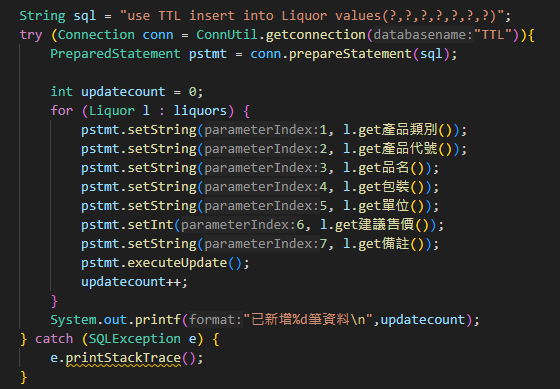 String sql = "use TTL insert into Liquor values(?,?,?,?,?,?,?)";
try (Connection conn = ConnUtil.getconnection(databasename:"TTL")){
    PreparedStatement pstmt = conn.prepareStatement(sql);
    int updatecount = 0;
    for (Liquor l : liquors) {
        pstmt.setString(parameterIndex:1, l.get產品類別());
        pstmt.setString(parameterIndex:2, l.get產品代號());
        pstmt.setString(parameterIndex:3, l.get品名());
        pstmt.setString(parameterIndex:4, l.get包裝());
        pstmt.setString(parameterIndex:5, l.get單位());
        pstmt.setInt(parameterIndex:6, l.get建議售價());
        pstmt.setString(parameterIndex:7, l.get備註());
        pstmt.executeUpdate();
        updatecount++;
    }
    System.out.printf(format:"已新增%d筆資料\n",updatecount);
} catch (SQLException e) {
    e.printStackTrace();
}